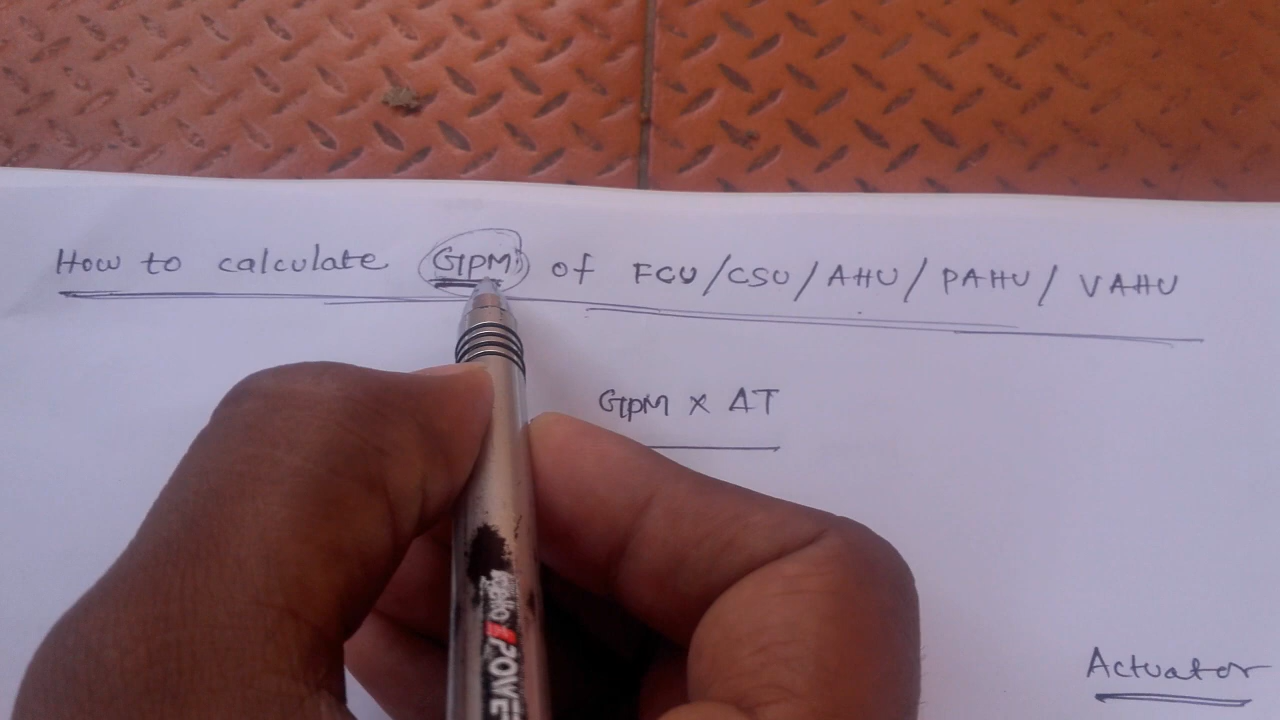 How to calculate GPM of FCU/CSU/AHU/PAHU/VAHU
GPM x ΔT
Actuator